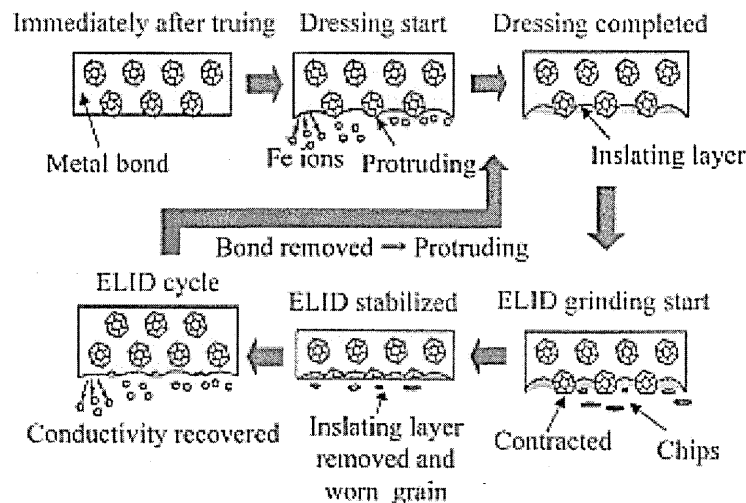 Immediately after truing
Dressing start
Dressing completed
Metal bond
Fe ions
Protruding
Inslating layer
Bond removed → Protruding
ELID cycle
ELID stabilized
ELID grinding start
Conductivity recovered
Inslating layer
removed and
worn grain
Contracted
Chips